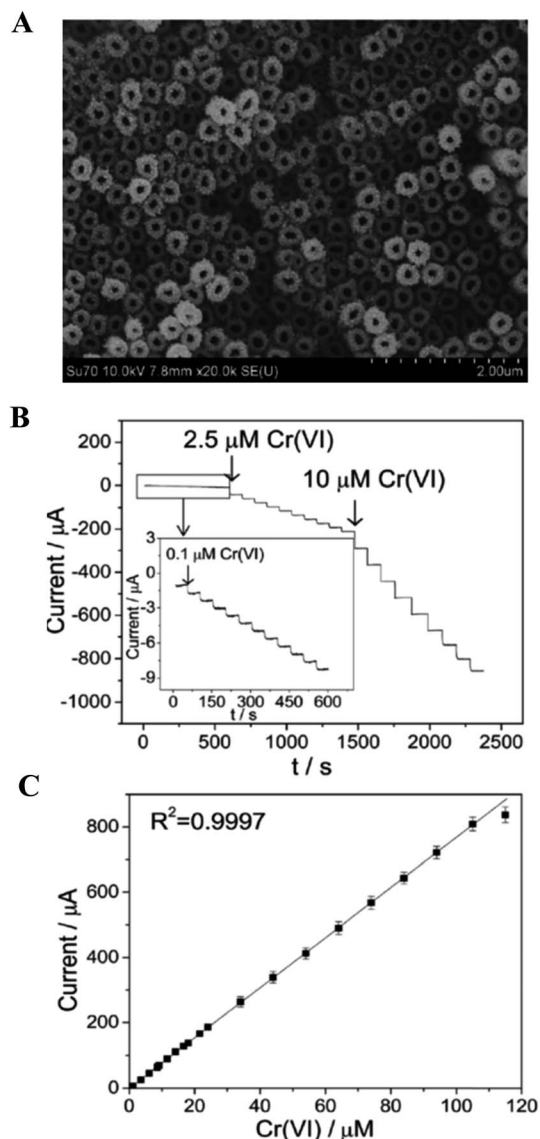 A
Su70 10.0kV 7.8mm x20.0k SE(U)
2.00um
B
200
0
-200
-400
-600
-800
-1000
Current / μA
2.5 μM Cr(VI)
10 μM Cr(VI)
3
0
-3
-6
-9
Current / μA
0.1 μM Cr(VI)
0 150 300 450 600
t / s
0 500 1000 1500 2000 2500
t / s
C
R²=0.9997
800
600
400
200
0
Current / μA
0 20 40 60 80 100 120
Cr(VI) / μM